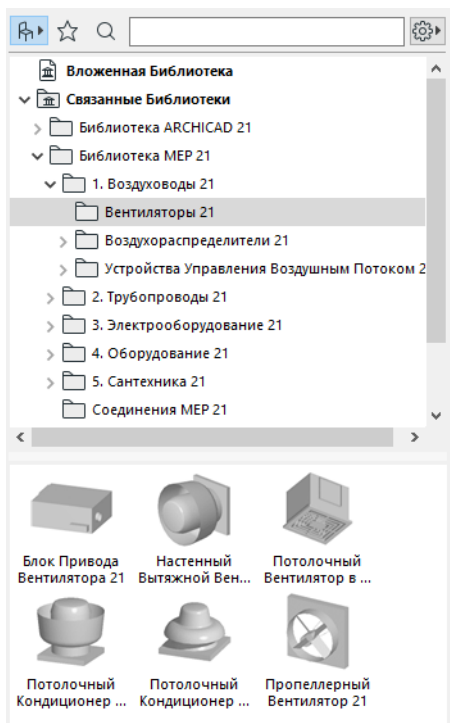 Вложенная Библиотека
Связанные Библиотеки
Библиотека ARCHICAD 21
Библиотека MEP 21
1. Воздуховоды 21
Вентиляторы 21
Воздухораспределители 21
Устройства Управления Воздушным Потоком 2
2. Трубопроводы 21
3. Электрооборудование 21
4. Оборудование 21
5. Сантехника 21
Соединения MEP 21
Блок Привода
Вентилятора 21
Настенный
Вытяжной Вен...
Потолочный
Вентилятор в ...
Потолочный
Кондиционер ...
Потолочный
Кондиционер ...
Пропеллерный
Вентилятор 21